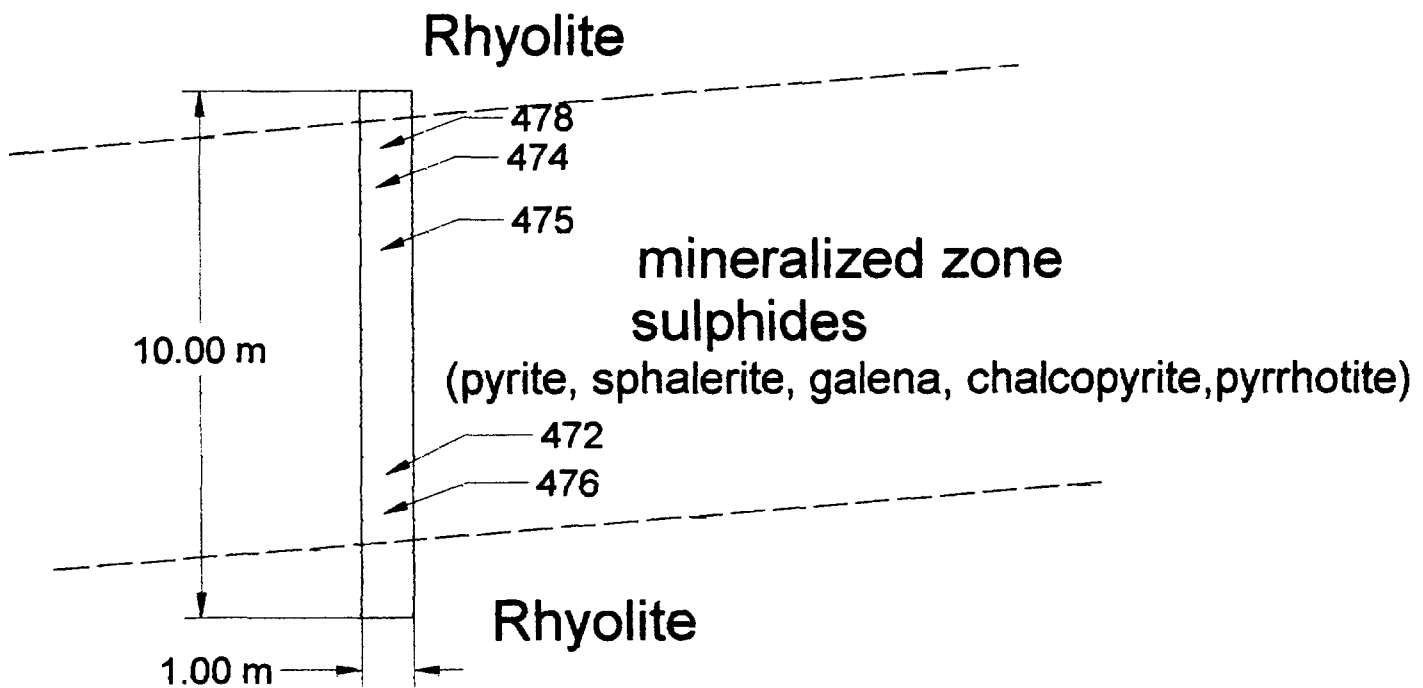 Rhyolite
478
474
475
mineralized zone
sulphides
10.00 m
(pyrite, sphalerite, galena, chalcopyrite,pyrrhotite)
472
476
Rhyolite
1.00 m